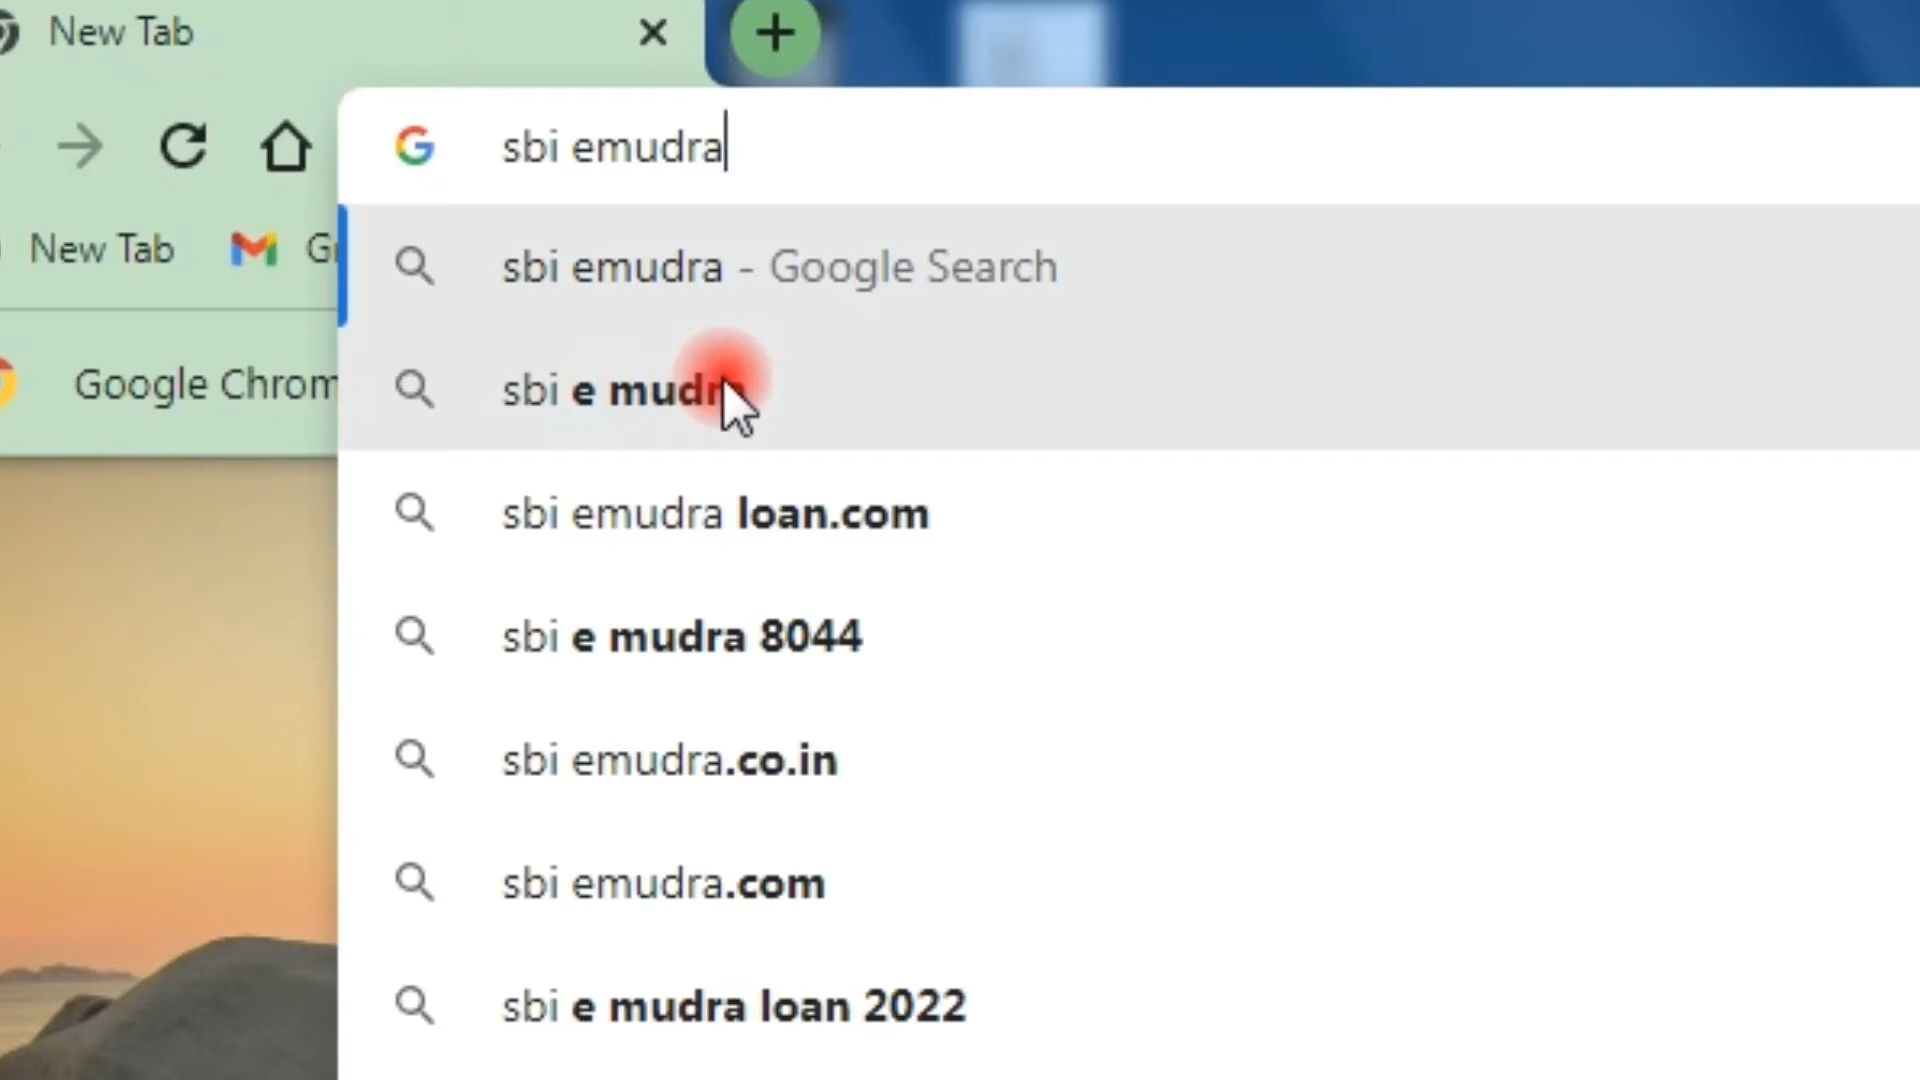 New Tab
sbi emudra
New Tab
sbi emudra - Google Search
Google Chrom
sbi e mudra
sbi emudra loan.com
sbi e mudra 8044
sbi emudra.co.in
sbi emudra.com
sbi e mudra loan 2022